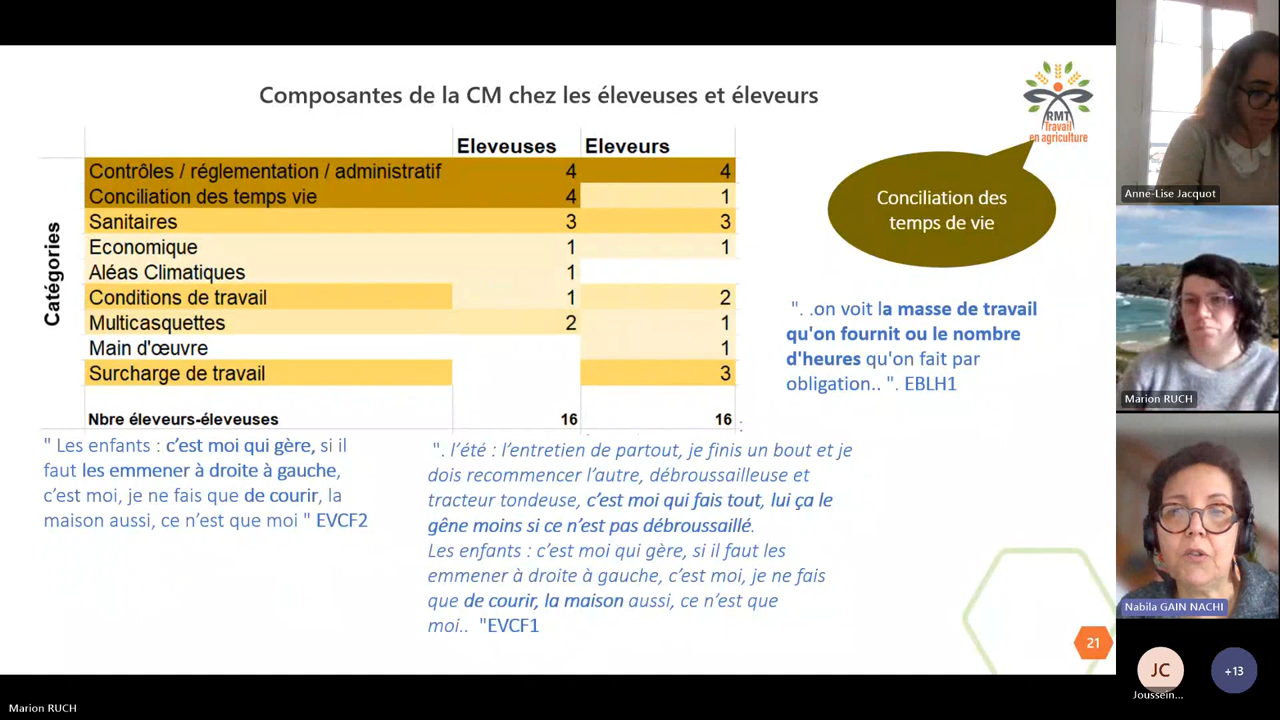 Composantes de la CM chez les éleveuses et éleveurs
RMT
Travail
en agriculture
Eleveuses Eleveurs
Catégories
Contrôles / réglementation / administratif 4 4
Conciliation des temps vie 4 1
Sanitaires 3 3
Economique 1 1
Aléas Climatiques 1
Conditions de travail 1 2
Multicasquettes 2 1
Main d'œuvre 1
Surcharge de travail 3
Nbre éleveurs-éleveuses 16 16
Conciliation des
temps de vie
". .on voit la masse de travail
qu'on fournit ou le nombre
d'heures qu'on fait par
obligation.. ". EBLH1
" Les enfants : c’est moi qui gère, si il
faut les emmener à droite à gauche,
c’est moi, je ne fais que de courir, la
maison aussi, ce n’est que moi " EVCF2
". l’été : l’entretien de partout, je finis un bout et je
dois recommencer l’autre, débroussailleuse et
tracteur tondeuse, c’est moi qui fais tout, lui ça le
gêne moins si ce n’est pas débroussaillé.
Les enfants : c’est moi qui gère, si il faut les
emmener à droite à gauche, c’est moi, je ne fais
que de courir, la maison aussi, ce n’est que
moi.. "EVCF1
21
Anne-Lise Jacquot
Marion RUCH
Nabila GAIN NACHI
JC
Joussein...
+13
Marion RUCH